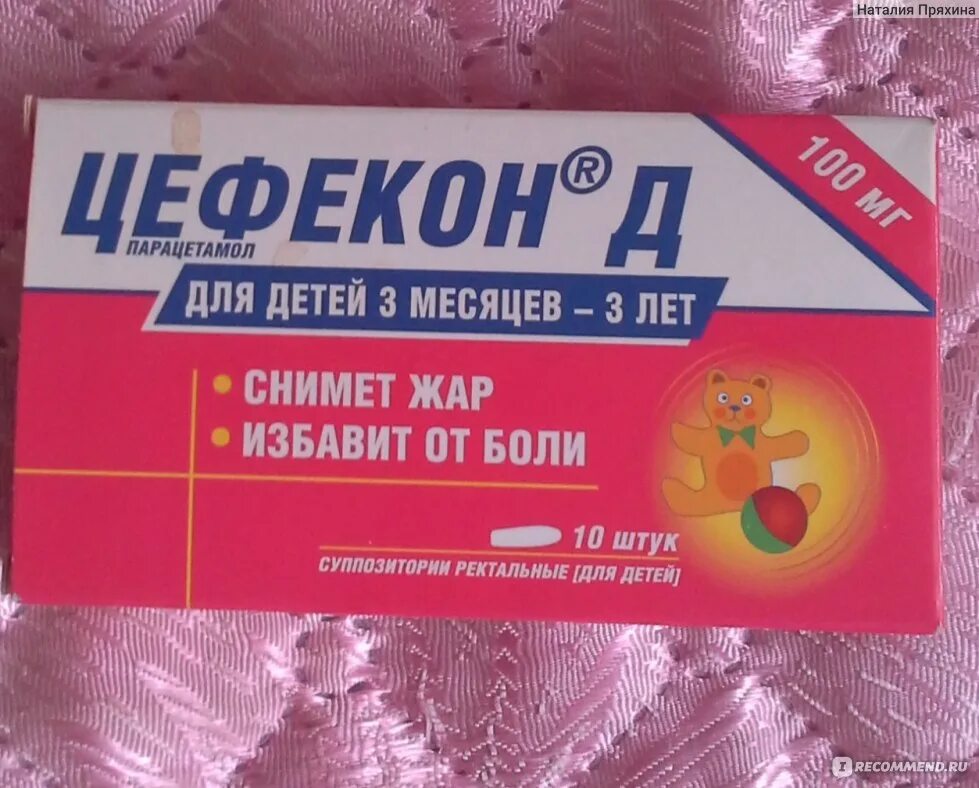 Наталия Пряхина
ЦЕФЕКОН® Д
ПАРАЦЕТАМОЛ
100 МГ
ДЛЯ ДЕТЕЙ 3 МЕСЯЦЕВ – 3 ЛЕТ
• СНИМЕТ ЖАР
• ИЗБАВИТ ОТ БОЛИ
10 ШТУК
СУППОЗИТОРИИ РЕКТАЛЬНЫЕ [ДЛЯ ДЕТЕЙ]
IRECOMMEND.RU